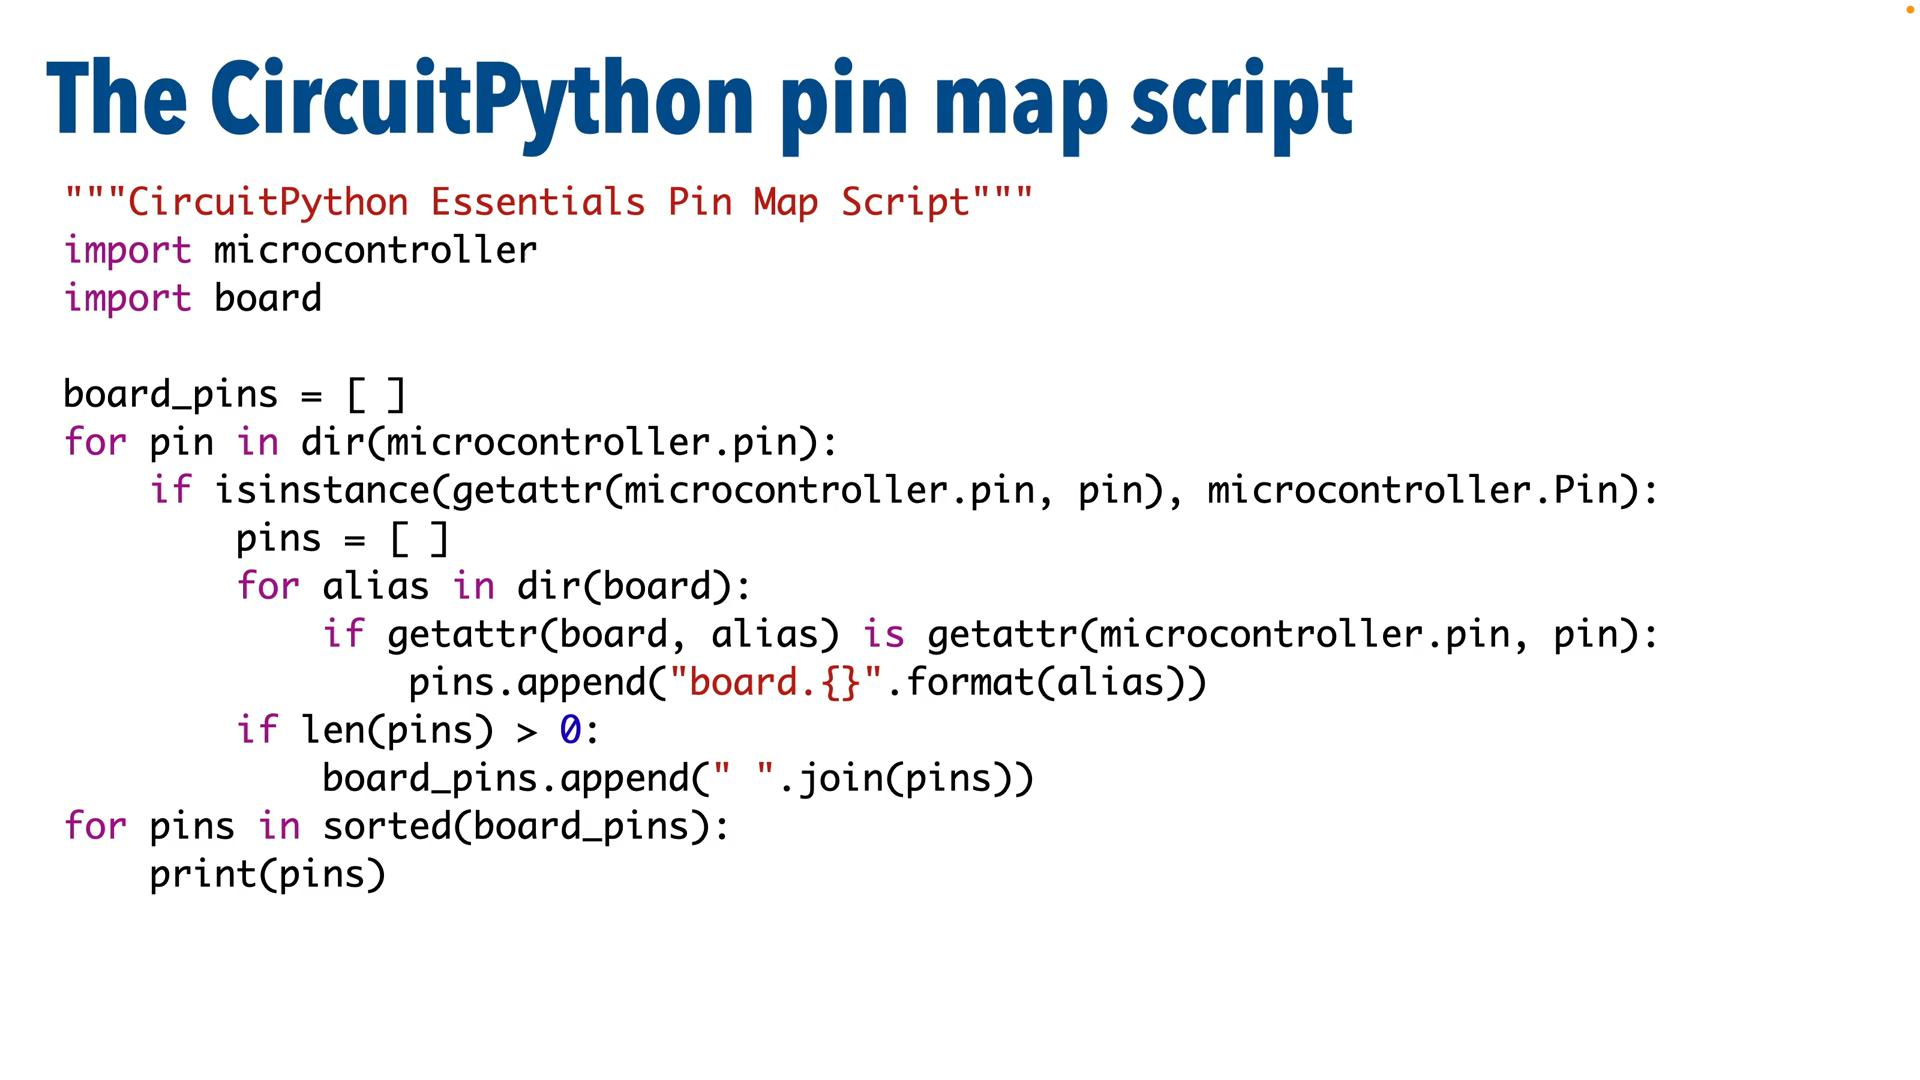 The CircuitPython pin map script
"""CircuitPython Essentials Pin Map Script"""
import microcontroller
import board

board_pins = [ ]
for pin in dir(microcontroller.pin):
    if isinstance(getattr(microcontroller.pin, pin), microcontroller.Pin):
        pins = [ ]
        for alias in dir(board):
            if getattr(board, alias) is getattr(microcontroller.pin, pin):
                pins.append("board.{}".format(alias))
        if len(pins) > 0:
            board_pins.append(" ".join(pins))
for pins in sorted(board_pins):
    print(pins)